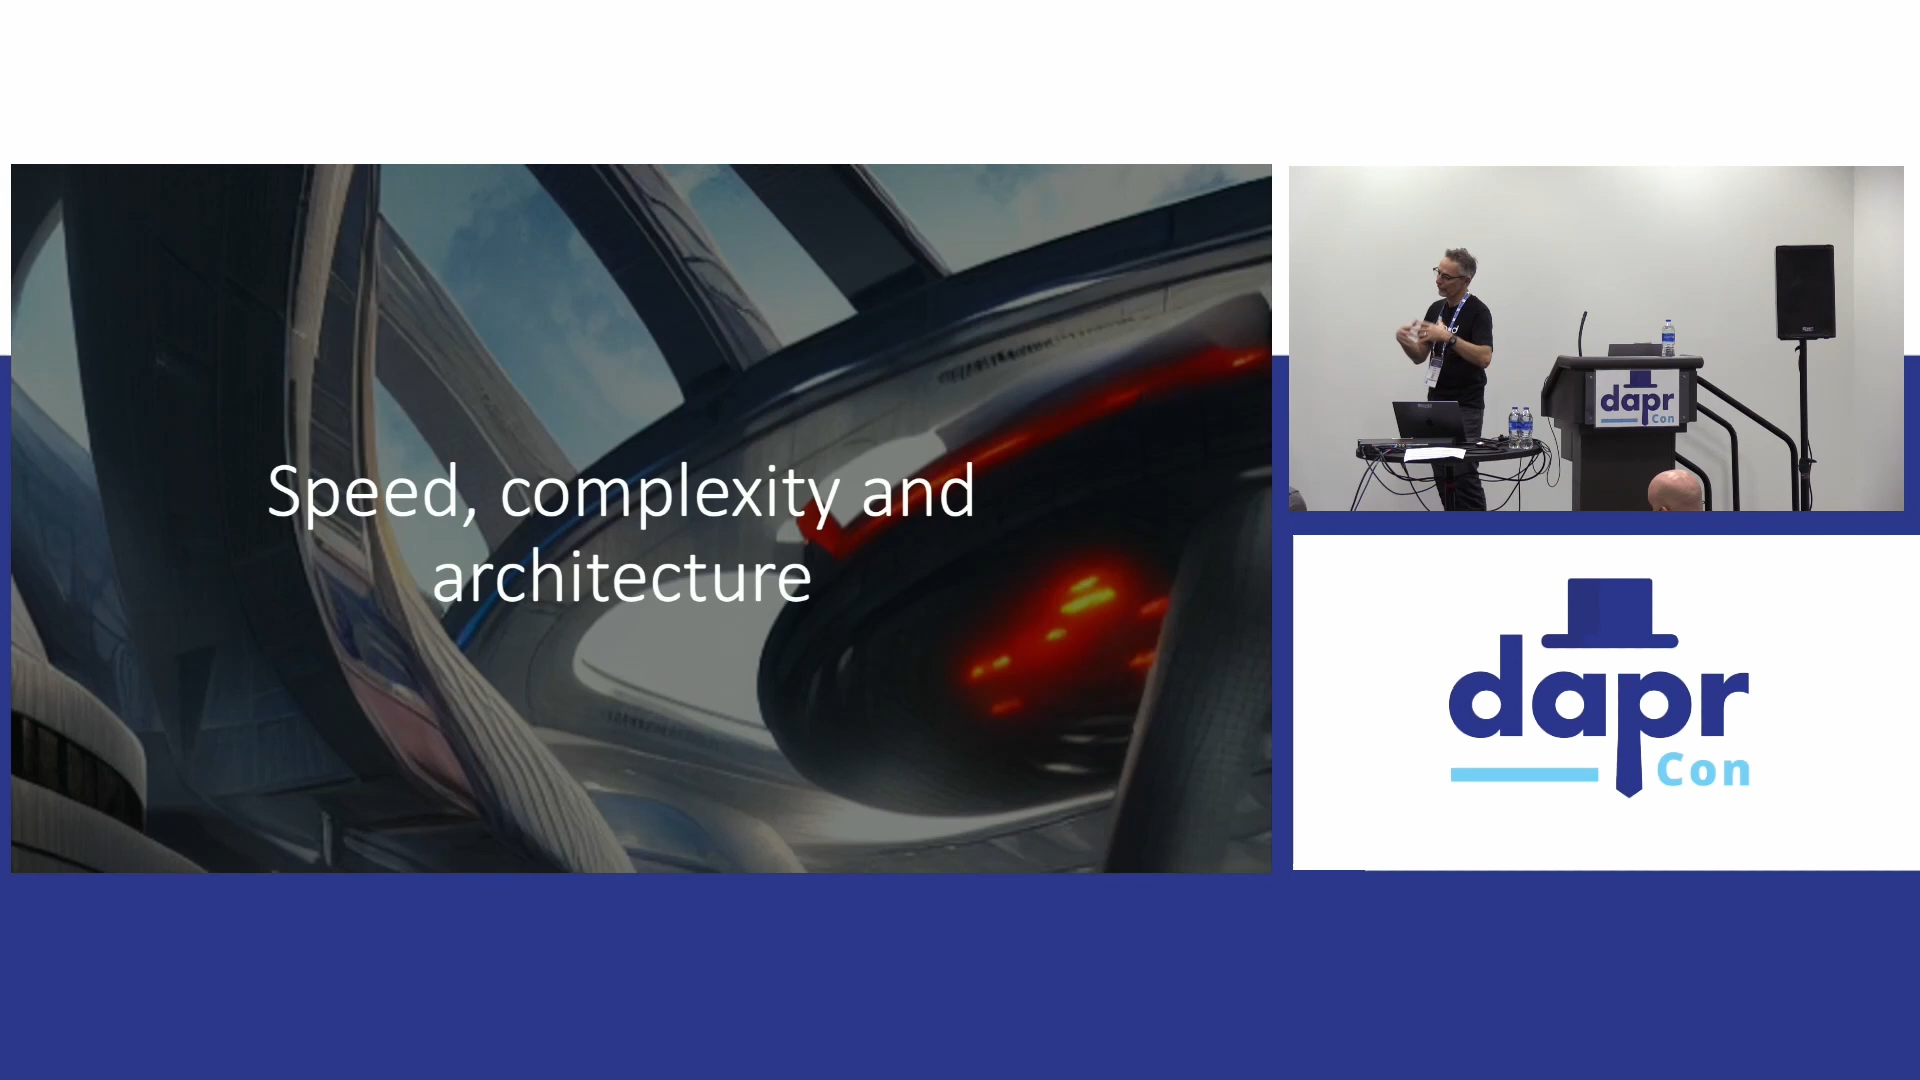 Speed, complexity and
architecture
dapr
Con
dapr
Con